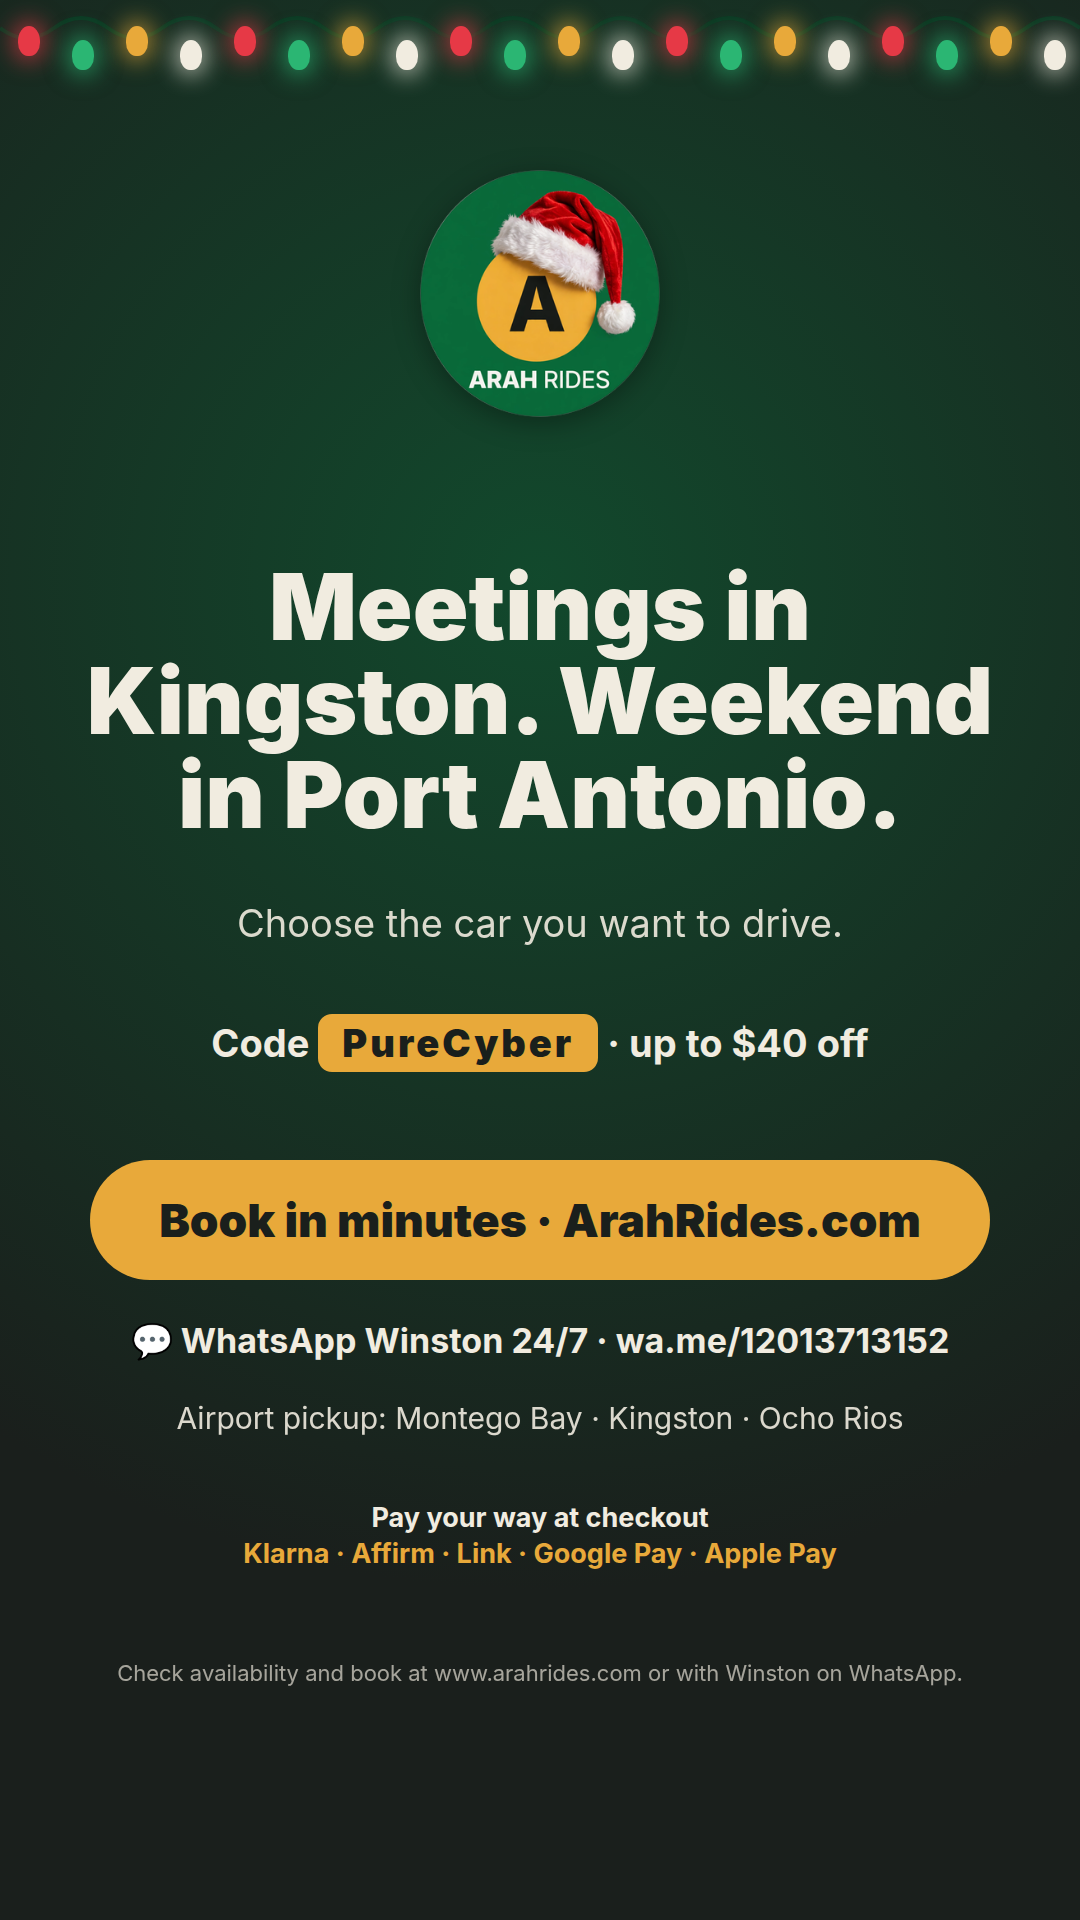 A
ARAH RIDES
Meetings in
Kingston. Weekend
in Port Antonio.
Choose the car you want to drive.
Code PureCyber · up to $40 off
Book in minutes · ArahRides.com
💬 WhatsApp Winston 24/7 · wa.me/12013713152
Airport pickup: Montego Bay · Kingston · Ocho Rios
Pay your way at checkout
Klarna · Affirm · Link · Google Pay · Apple Pay
Check availability and book at www.arahrides.com or with Winston on WhatsApp.